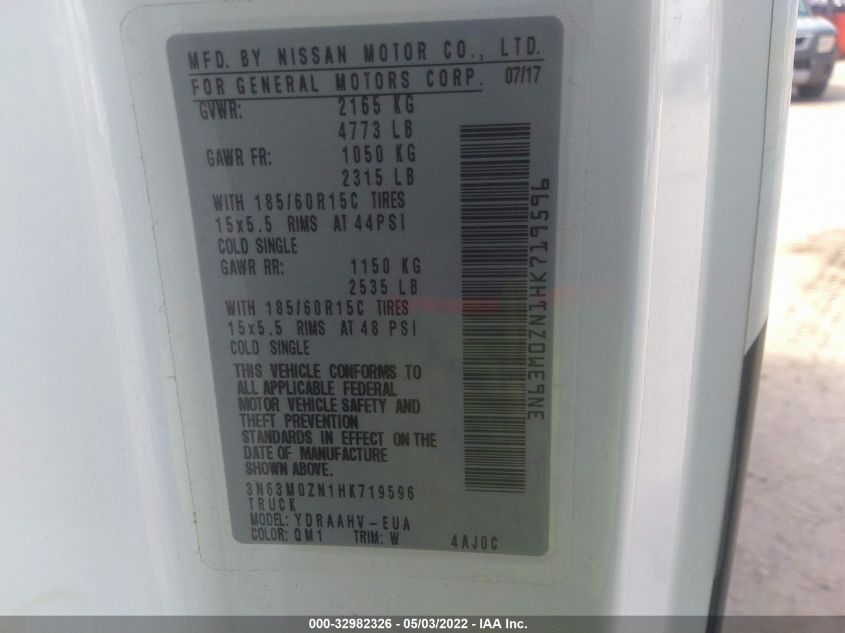 MFD. BY NISSAN MOTOR CO., LTD.
FOR GENERAL MOTORS CORP. 07/17
GVWR: 2165 KG
4773 LB
GAWR FR: 1050 KG
2315 LB
WITH 185/60R15C TIRES
15x5.5 RIMS AT 44PSI
COLD SINGLE
GAWR RR: 1150 KG
2535 LB
WITH 185/60R15C TIRES
15x5.5 RIMS AT 48 PSI
COLD SINGLE
THIS VEHICLE CONFORMS TO
ALL APPLICABLE FEDERAL
MOTOR VEHICLE SAFETY AND
THEFT PREVENTION
STANDARDS IN EFFECT ON THE
DATE OF MANUFACTURE
SHOWN ABOVE.
3N63M0ZN1HK719596
TRUCK
MODEL: YDRAAHV-EUA
COLOR: QM1 TRIM: W 4AJ0C
3N63M0ZN1HK719596
000-32982326 - 05/03/2022 - IAA Inc.